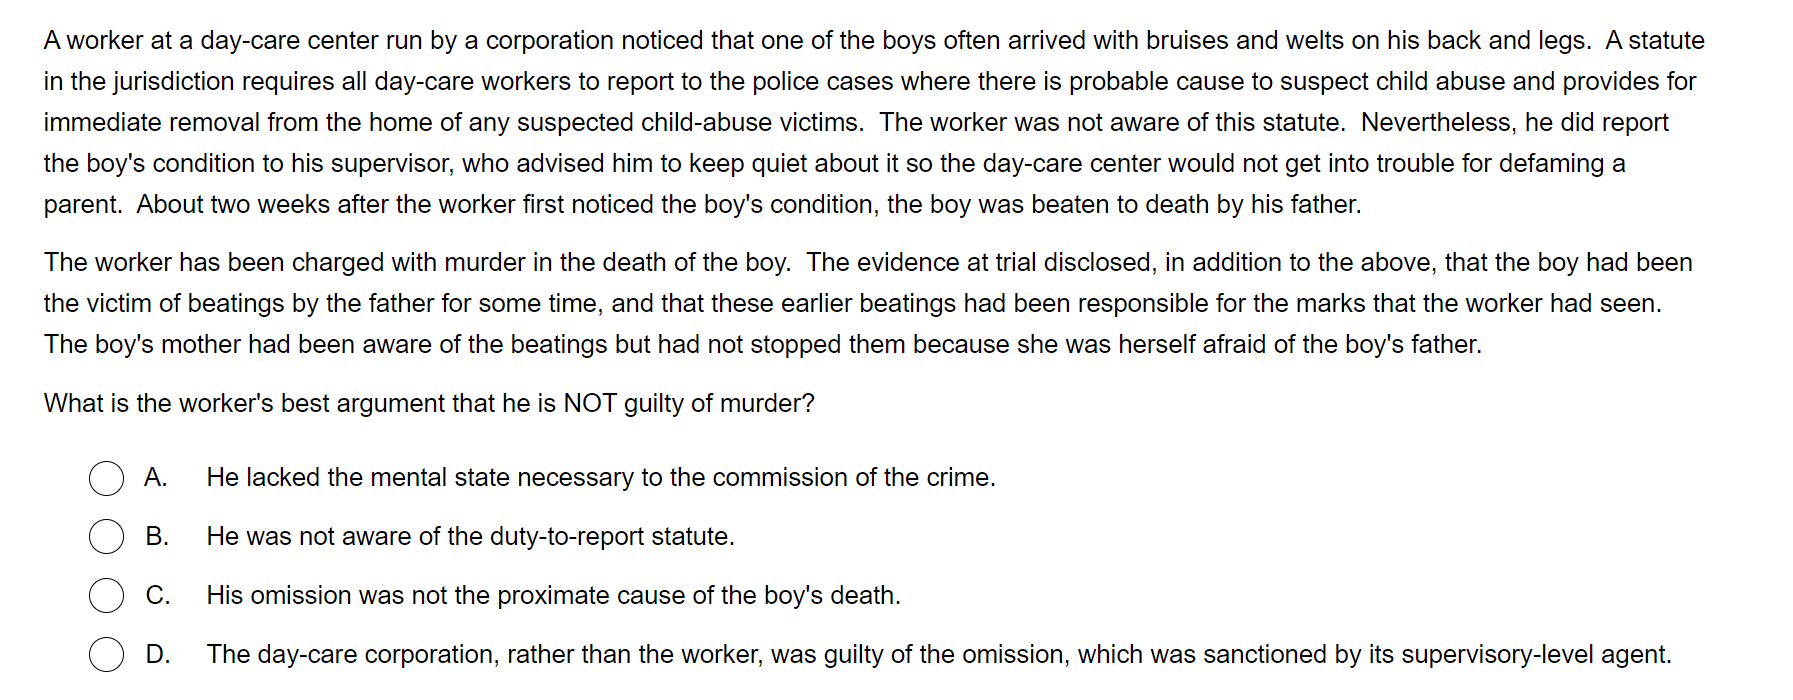 A worker at a day-care center run by a corporation noticed that one of the boys often arrived with bruises and welts on his back and legs.  A statute
in the jurisdiction requires all day-care workers to report to the police cases where there is probable cause to suspect child abuse and provides for
immediate removal from the home of any suspected child-abuse victims.  The worker was not aware of this statute.  Nevertheless, he did report
the boy's condition to his supervisor, who advised him to keep quiet about it so the day-care center would not get into trouble for defaming a
parent.  About two weeks after the worker first noticed the boy's condition, the boy was beaten to death by his father.
The worker has been charged with murder in the death of the boy.  The evidence at trial disclosed, in addition to the above, that the boy had been
the victim of beatings by the father for some time, and that these earlier beatings had been responsible for the marks that the worker had seen.
The boy's mother had been aware of the beatings but had not stopped them because she was herself afraid of the boy's father.
What is the worker's best argument that he is NOT guilty of murder?
A. He lacked the mental state necessary to the commission of the crime.
B. He was not aware of the duty-to-report statute.
C. His omission was not the proximate cause of the boy's death.
D. The day-care corporation, rather than the worker, was guilty of the omission, which was sanctioned by its supervisory-level agent.